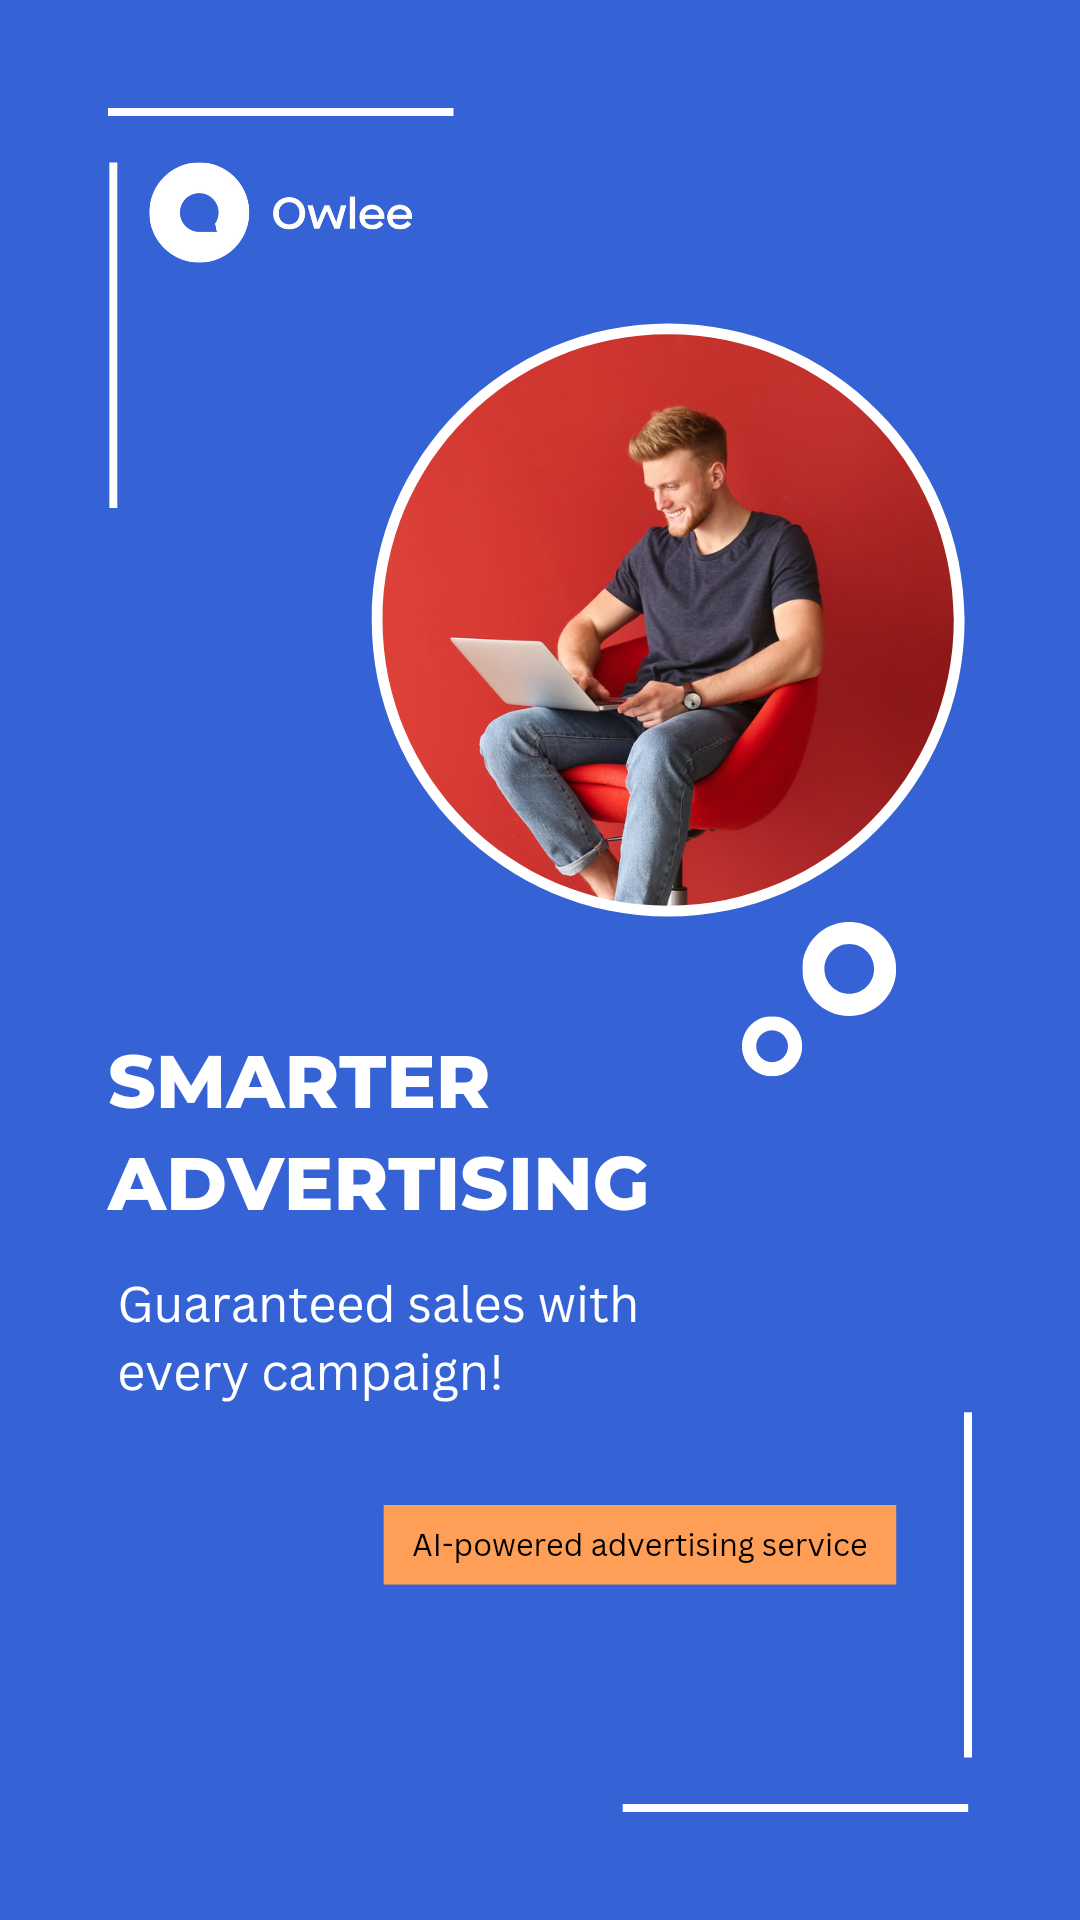 Owlee
SMARTER
ADVERTISING
Guaranteed sales with
every campaign!
AI-powered advertising service